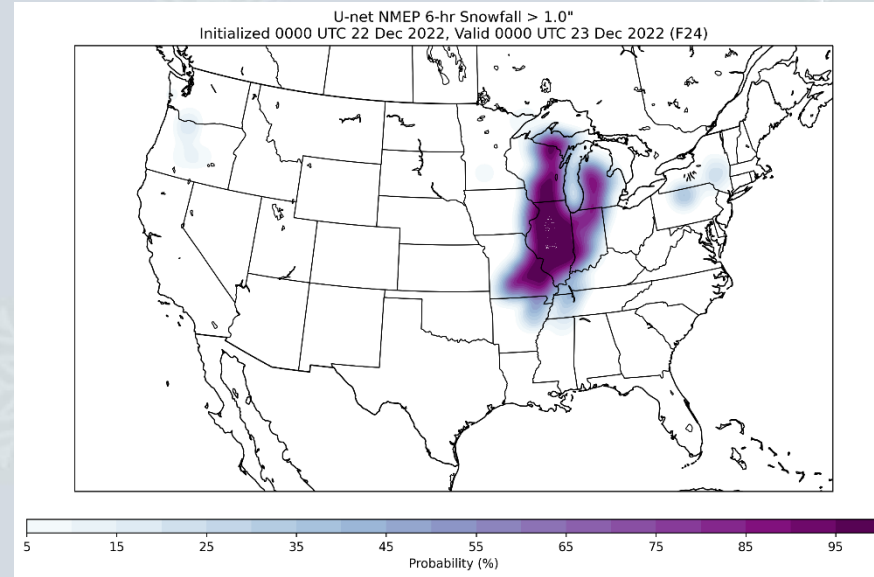 U-net NMEP 6-hr Snowfall > 1.0"
Initialized 0000 UTC 22 Dec 2022, Valid 0000 UTC 23 Dec 2022 (F24)
5 15 25 35 45 55 65 75 85 95
Probability (%)